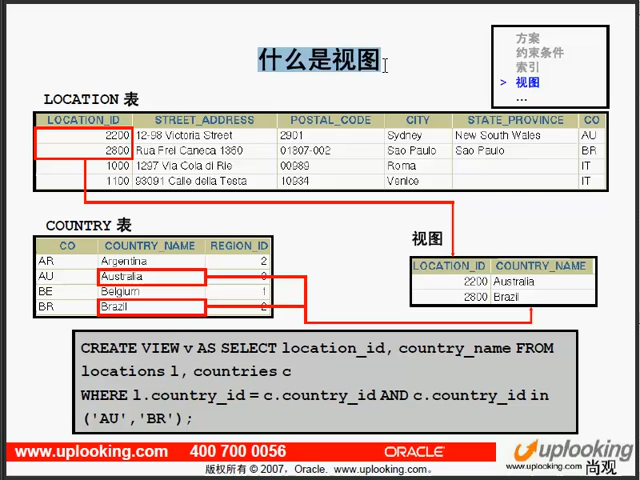 什么是视图
方案
约束条件
索引
> 视图
...
LOCATION 表
LOCATION_ID STREET_ADDRESS POSTAL_CODE CITY STATE_PROVINCE CO
2200 12-98 Victoria Street 2901 Sydney New South Wales AU
2800 Rua Frei Caneca 1360 01307-002 Sao Paulo Sao Paulo BR
1000 1297 Via Cola di Rie 00989 Roma IT
1100 93091 Calle della Testa 10934 Venice IT
COUNTRY 表
CO COUNTRY_NAME REGION_ID
AR Argentina 2
AU Australia
BE Belgium 1
BR Brazil 2
视图
LOCATION_ID COUNTRY_NAME
2200 Australia
2800 Brazil
CREATE VIEW v AS SELECT location_id, country_name FROM
locations l, countries c
WHERE l.country_id = c.country_id AND c.country_id in
('AU','BR');
www.uplooking.com 400 700 0056 ORACLE
版权所有 © 2007，Oracle. www.uplooking.com。
uplooking
www.uplooking.com 尚观